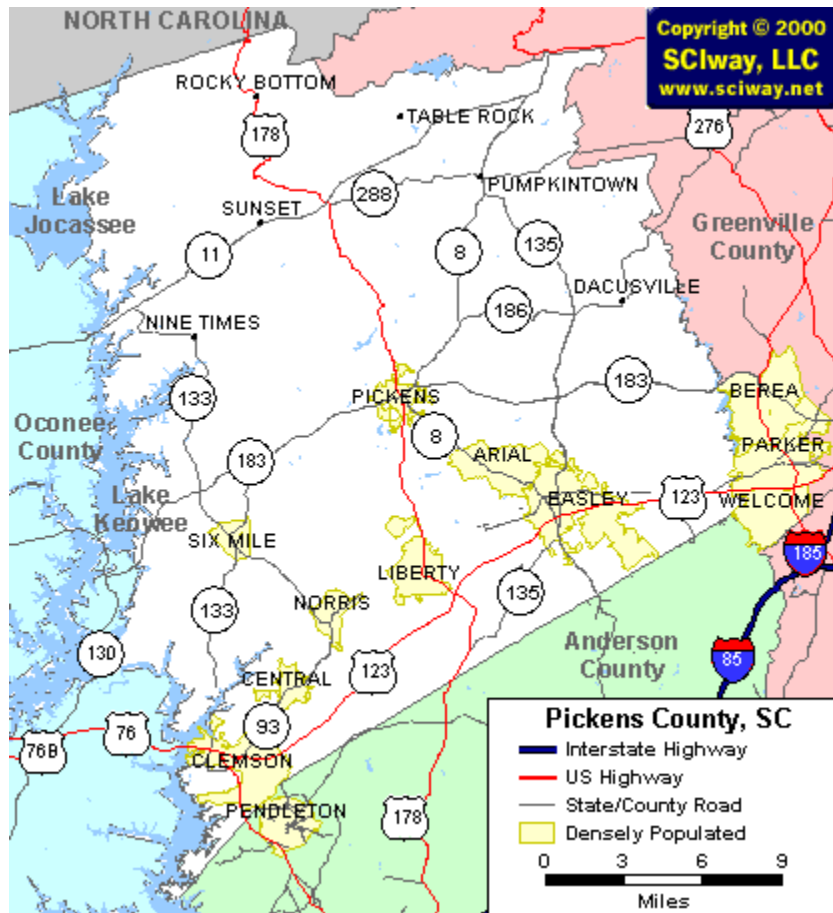 NORTH CAROLINA
Copyright © 2000
SCIway, LLC
www.sciway.net
ROCKY BOTTOM
TABLE ROCK
178
276
Lake
Jocassee
PUMPKINTOWN
288
SUNSET
Greenville
County
11
8
135
DACUSVILLE
186
NINE TIMES
133
183
PICKENS
BEREA
Oconee
County
8
ARIAL
PARKER
183
EASLEY
123
WELCOME
Lake
Keowee
SIX MILE
185
LIBERTY
133
NORRIS
135
Anderson
County
130
85
CENTRAL
123
93
76
76B
CLEMSON
PENDLETON
178
Pickens County, SC
Interstate Highway
US Highway
State/County Road
Densely Populated
0 3 6 9
Miles